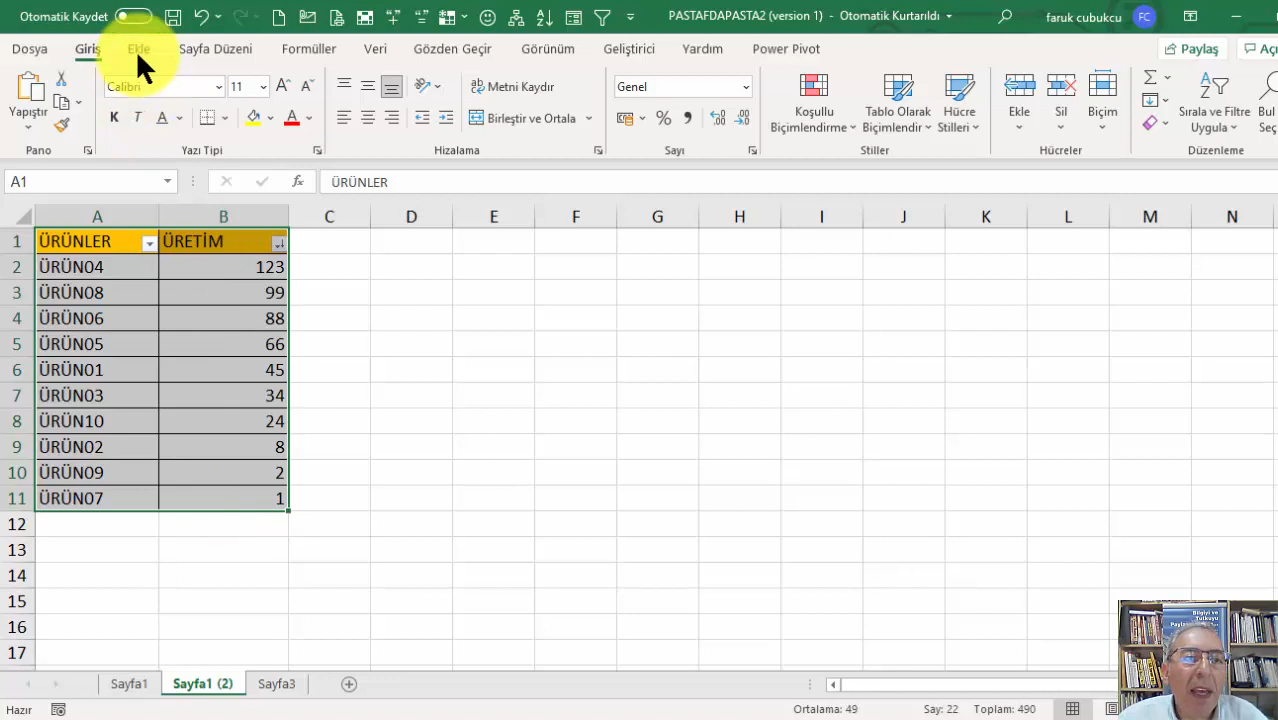 Otomatik Kaydet
PASTAFDAPASTA2 (version 1) - Otomatik Kurtarıldı
faruk cubukcu
FC
Dosya Giriş Ekle Sayfa Düzeni Formüller Veri Gözden Geçir Görünüm Geliştirici Yardım Power Pivot
Paylaş
Yapıştır
Pano
Calibri 11
K T A
Yazı Tipi
Metni Kaydır
Birleştir ve Ortala
Hizalama
Genel
Sayı
Koşullu Biçimlendirme
Tablo Olarak Biçimlendir
Hücre Stilleri
Stiller
Ekle Sil Biçim
Hücreler
Sırala ve Filtre Uygula
Düzenleme
A1
fx
ÜRÜNLER
A B C D E F G H I J K L M N
1 ÜRÜNLER ÜRETİM
2 ÜRÜN04 123
3 ÜRÜN08 99
4 ÜRÜN06 88
5 ÜRÜN05 66
6 ÜRÜN01 45
7 ÜRÜN03 34
8 ÜRÜN10 24
9 ÜRÜN02 8
10 ÜRÜN09 2
11 ÜRÜN07 1
12
13
14
15
16
17
Bilgiyi ve
Tutkuyu
Sayfa1 Sayfa1 (2) Sayfa3
Hazır
Ortalama: 49 Say: 22 Toplam: 490